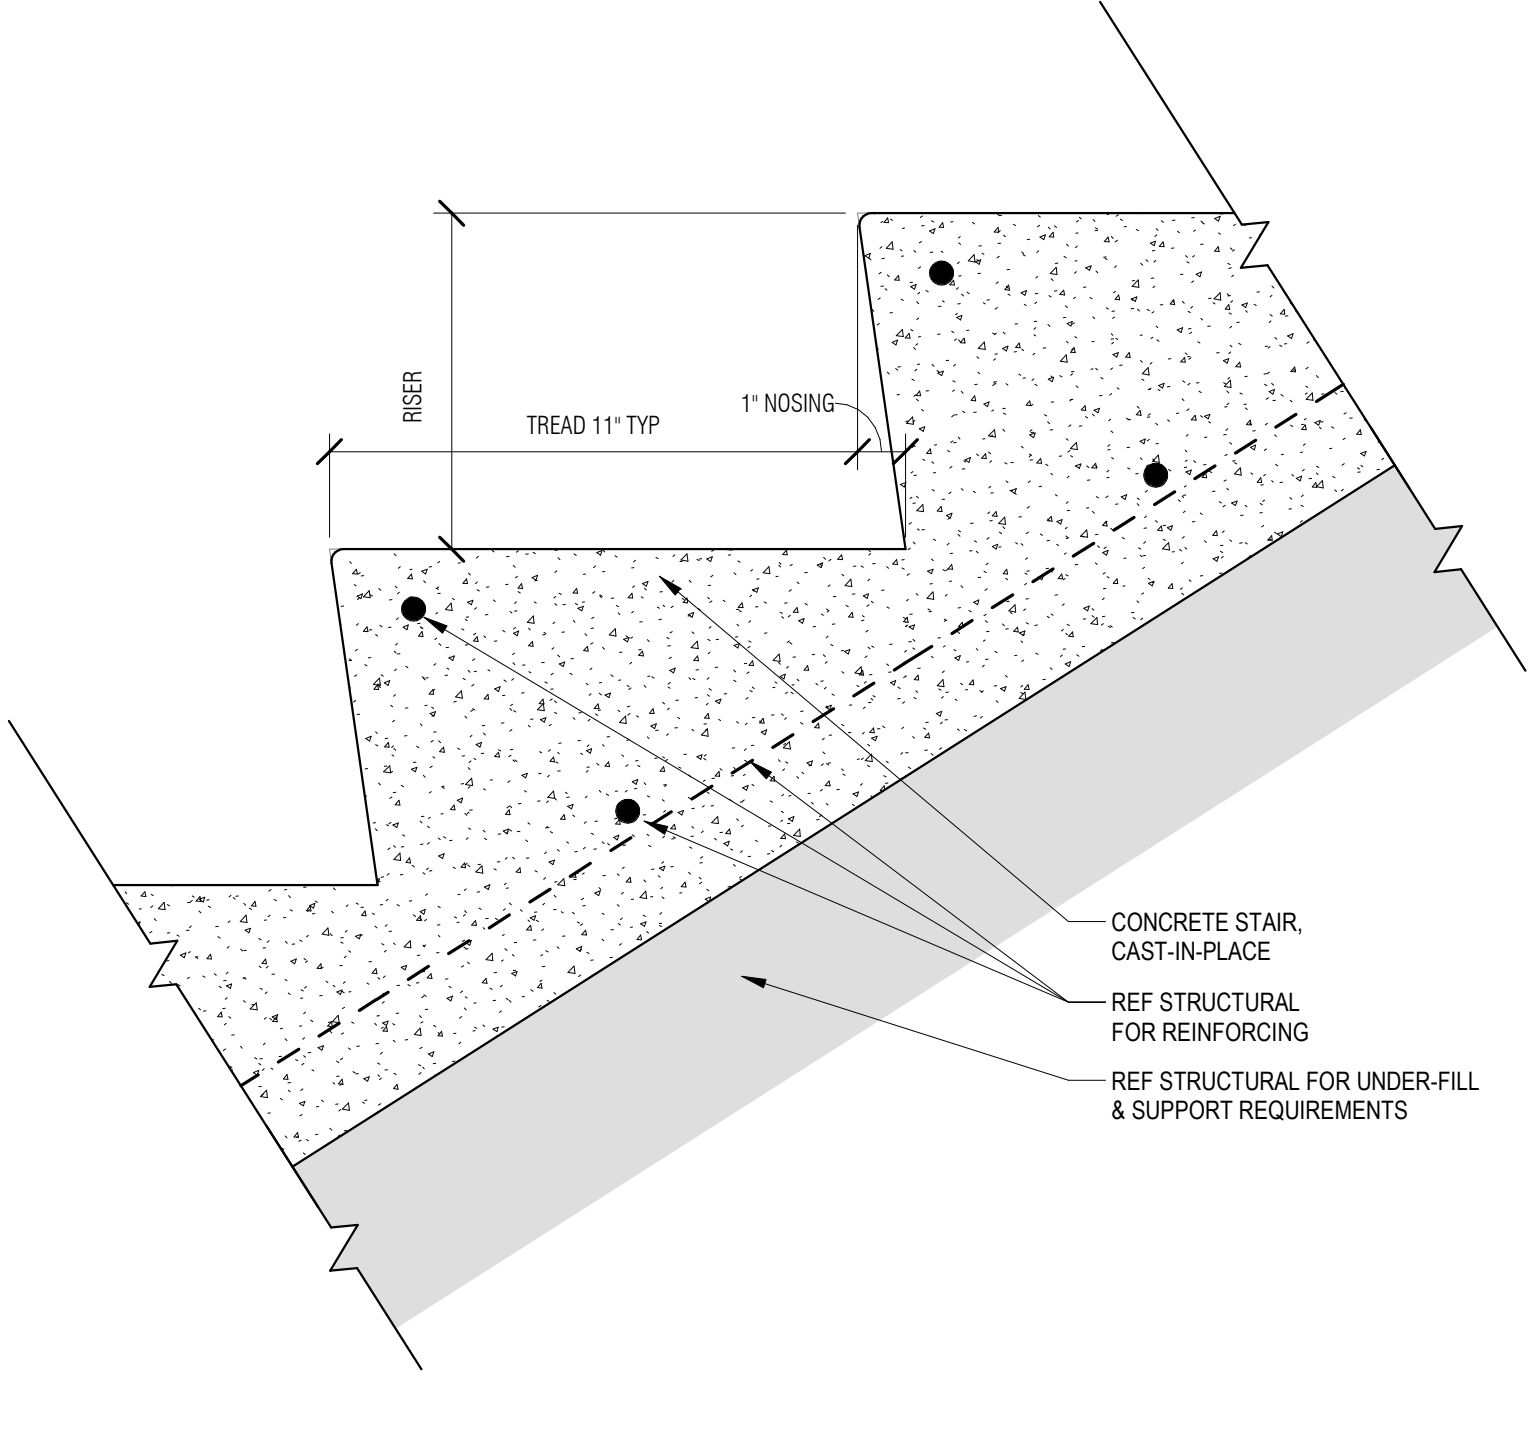 RISER
TREAD 11" TYP
1" NOSING
CONCRETE STAIR,
CAST-IN-PLACE
REF STRUCTURAL
FOR REINFORCING
REF STRUCTURAL FOR UNDER-FILL
& SUPPORT REQUIREMENTS